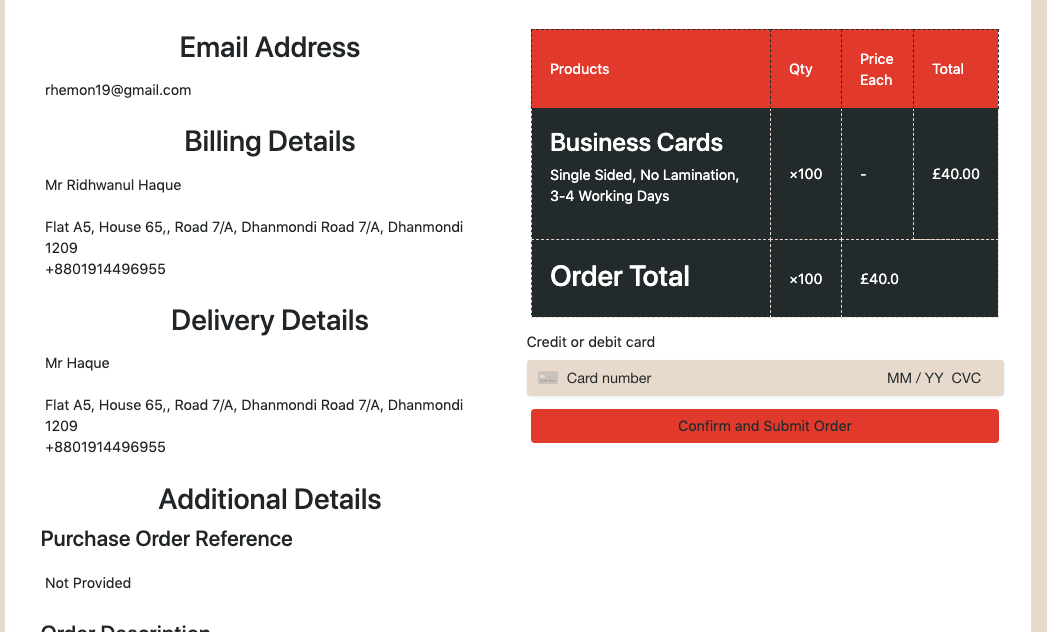 Email Address
rhemon19@gmail.com
Billing Details
Mr Ridhwanul Haque
Flat A5, House 65,, Road 7/A, Dhanmondi Road 7/A, Dhanmondi
1209
+8801914496955
Delivery Details
Mr Haque
Flat A5, House 65,, Road 7/A, Dhanmondi Road 7/A, Dhanmondi
1209
+8801914496955
Additional Details
Purchase Order Reference
Not Provided
Order Description
Products Qty Price Each Total
Business Cards
Single Sided, No Lamination,
3-4 Working Days
×100 - £40.00
Order Total ×100 £40.0
Credit or debit card
Card number MM / YY CVC
Confirm and Submit Order